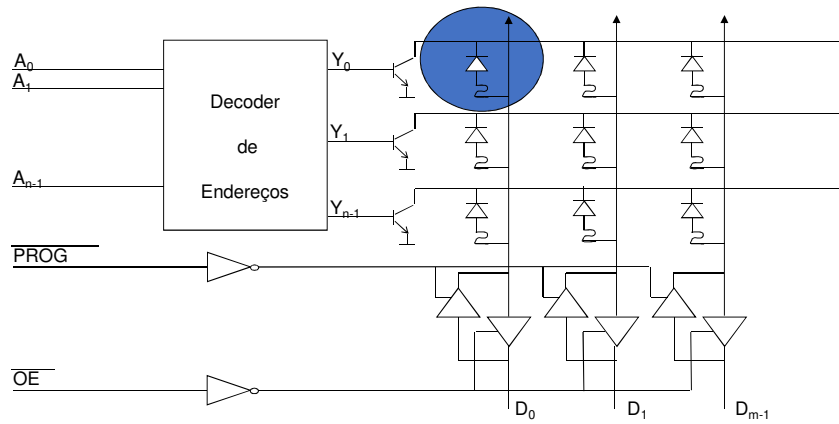 A0
A1
An-1
Decoder
de
Endereços
Y0
Y1
Yn-1
PROG
OE
D0
D1
Dm-1